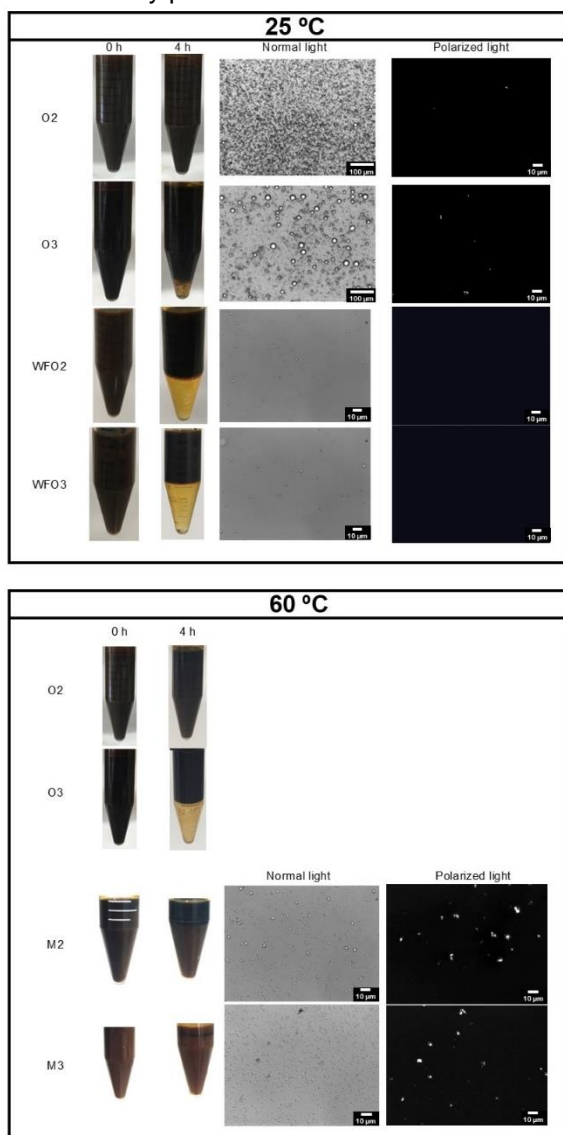 25 ºC
0 h 4 h Normal light Polarized light
O2
100 µm 10 µm
O3
100 µm 10 µm
WFO2
10 µm 10 µm
WFO3
10 µm 10 µm
60 ºC
0 h 4 h
O2
O3
Normal light Polarized light
M2
10 µm 10 µm
M3
10 µm 10 µm